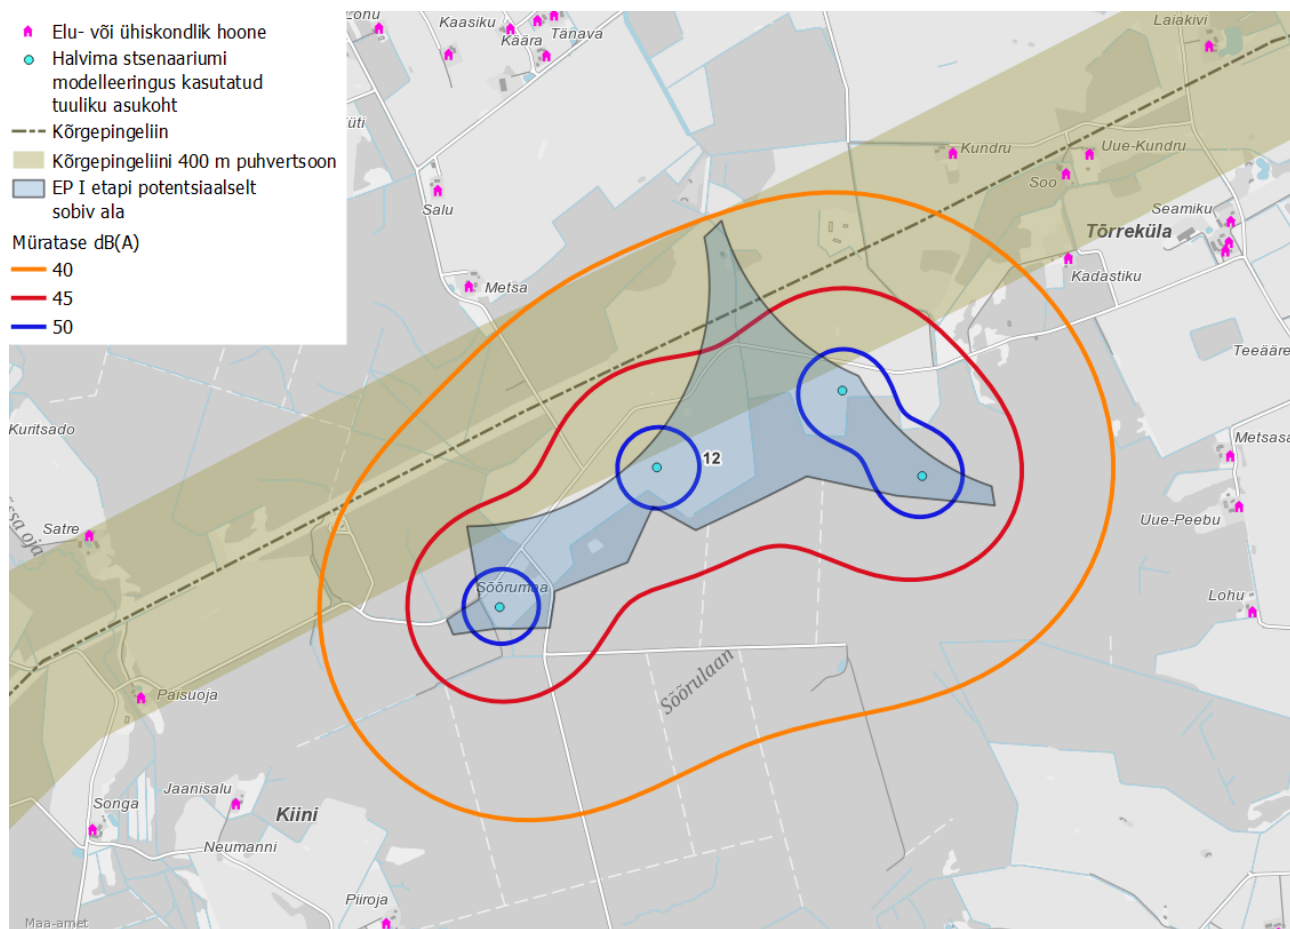 Elu- või ühiskondlik hoone
Halvima stsenaariumi
modelleeringus kasutatud
tuuliku asukoht
Kõrgepingeliin
Kõrgepingeliini 400 m puhvertsoon
EP I etapi potentsiaalselt
sobiv ala
Müratase dB(A)
40
45
50
Lohu
Kaasiku
Käära
Tänava
Laiakivi
Kundru
Uue-Kundru
Soo
Salu
Seamiku
Tõrreküla
Kadastiku
Metsa
Teeääre
Kuritsado
12
Metsasa
Satre
oja
Uue-Peebu
Sõõrumaa
Lohu
Sõõrulaan
Paisuoja
Jaanisalu
Songa
Kiini
Neumanni
Piiroja
Maa-amet